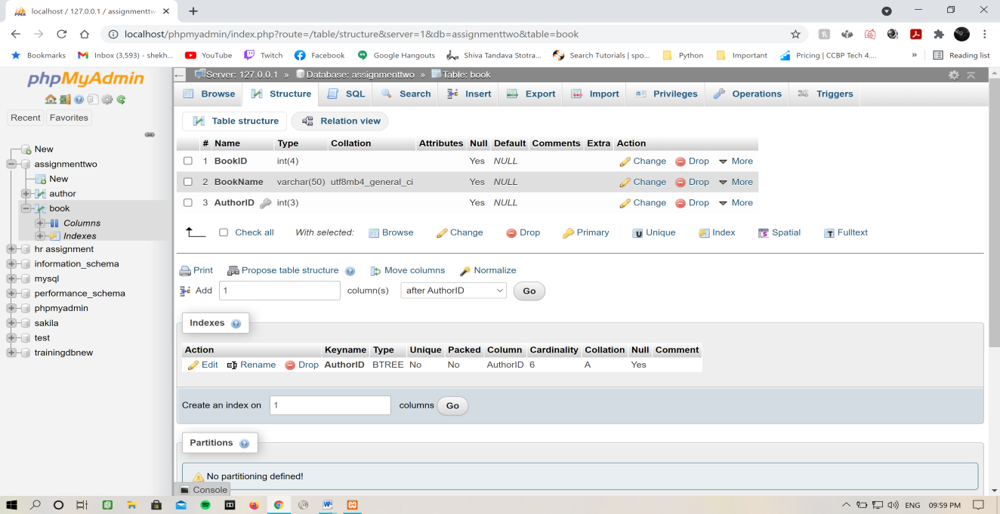 localhost / 127.0.0.1 / assignmenttw
localhost/phpmyadmin/index.php?route=/table/structure&server=1&db=assignmenttwo&table=book
Bookmarks Inbox (3,593) - shekh... YouTube Twitch Facebook Google Hangouts Shiva Tandava Stotra... Search Tutorials | spo... Python Important Pricing | CCBP Tech 4.... » Reading list
phpMyAdmin
Recent Favorites
New
assignmenttwo
New
author
book
Columns
Indexes
hr assignment
information_schema
mysql
performance_schema
phpmyadmin
sakila
test
trainingdbnew
Server: 127.0.0.1 » Database: assignmenttwo » Table: book
Browse Structure SQL Search Insert Export Import Privileges Operations Triggers
Table structure Relation view
# Name Type Collation Attributes Null Default Comments Extra Action
1 BookID int(4) Yes NULL Change Drop More
2 BookName varchar(50) utf8mb4_general_ci Yes NULL Change Drop More
3 AuthorID int(3) Yes NULL Change Drop More
Check all With selected: Browse Change Drop Primary Unique Index Spatial Fulltext
Print Propose table structure Move columns Normalize
Add 1 column(s) after AuthorID Go
Indexes
Action Keyname Type Unique Packed Column Cardinality Collation Null Comment
Edit Rename Drop AuthorID BTREE No No AuthorID 6 A Yes
Create an index on 1 columns Go
Partitions
No partitioning defined!
Console
ENG 09:59 PM